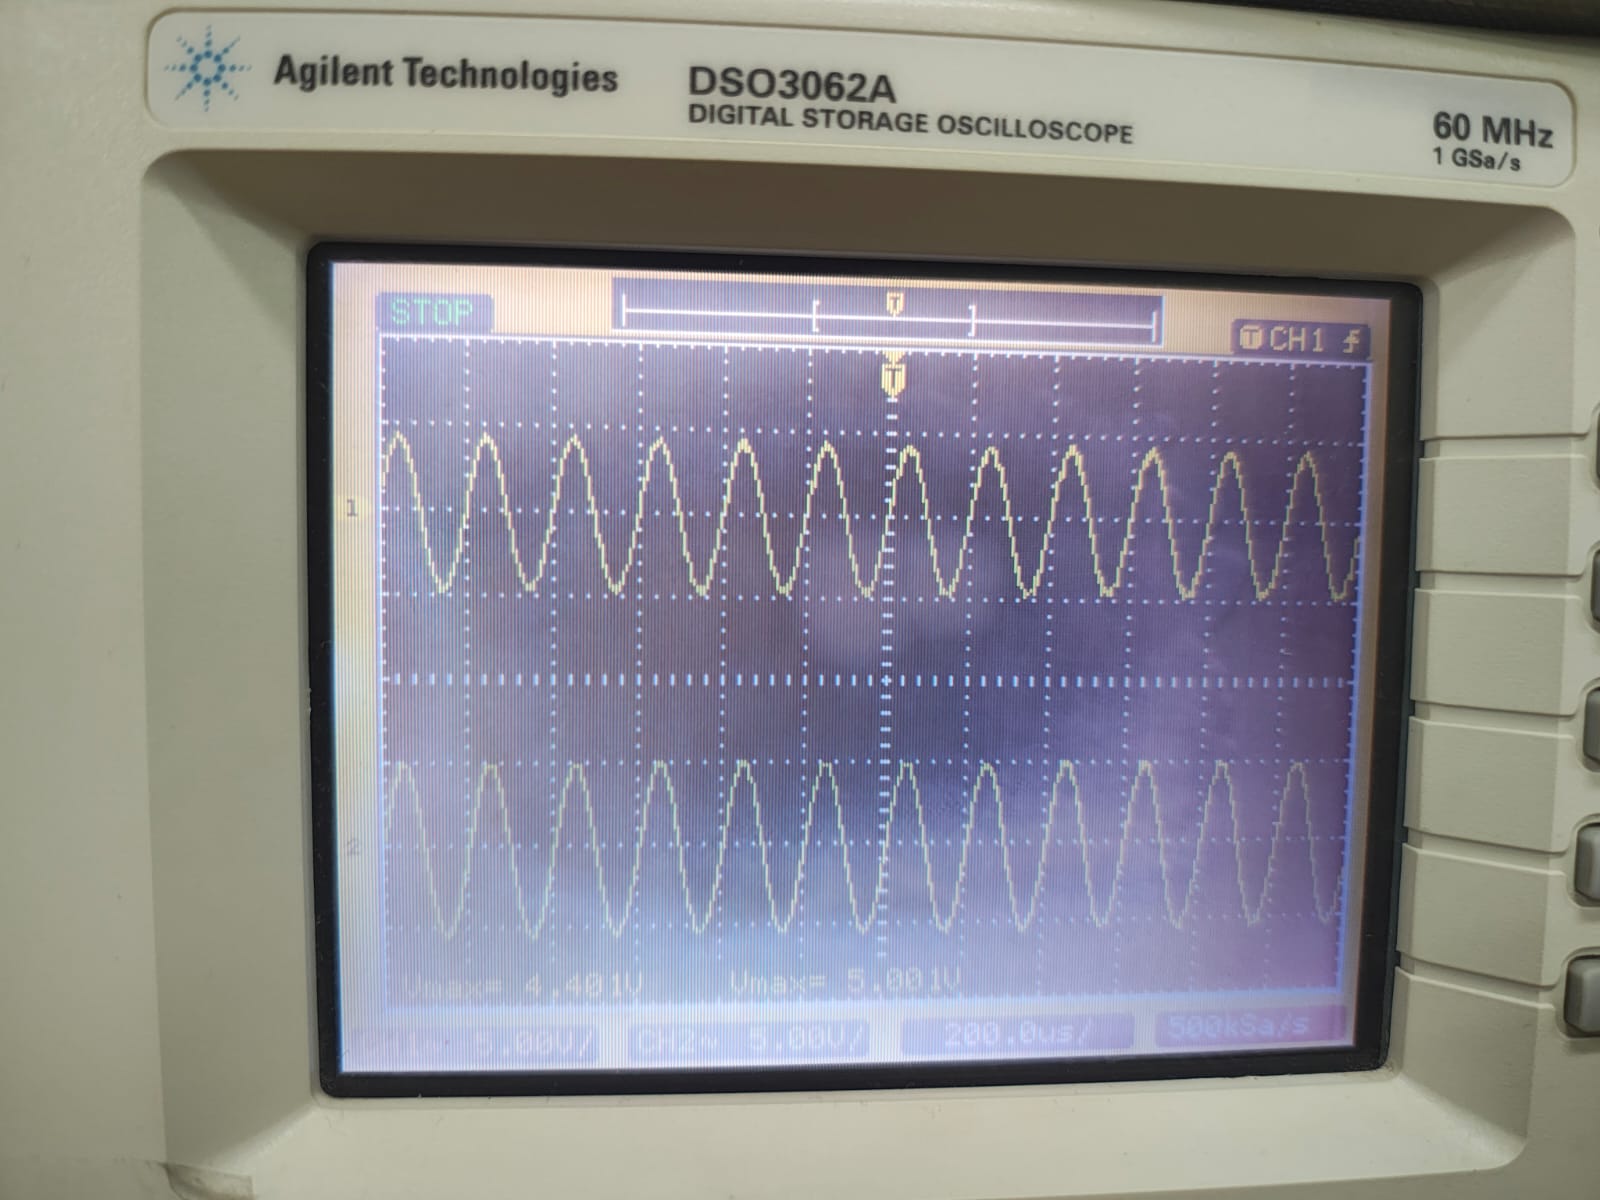 Agilent Technologies
DSO3062A
DIGITAL STORAGE OSCILLOSCOPE
60 MHz
1 GSa/s
STOP
T
T CH1
T
1
2
Vmax= 4.401V
Vmax= 5.001V
5.00V/
CH2~ 5.00V/
200.0us/
500kSa/s